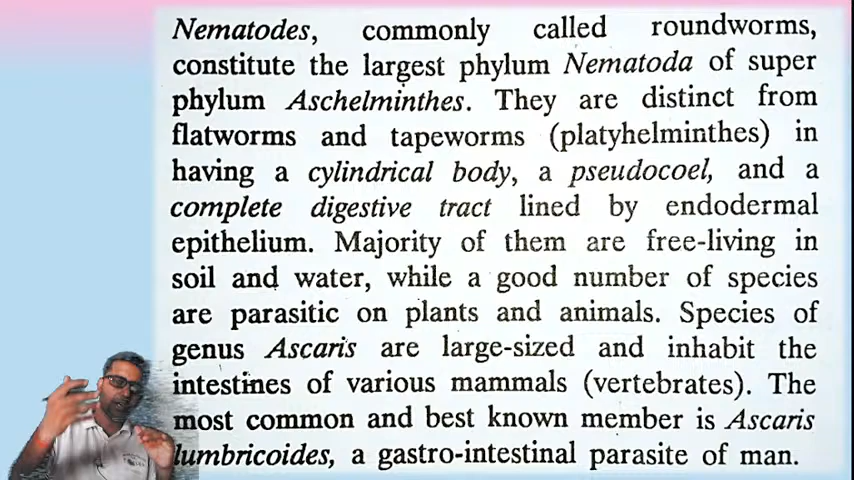 Nematodes, commonly called roundworms,
constitute the largest phylum Nematoda of super
phylum Aschelminthes. They are distinct from
flatworms and tapeworms (platyhelminthes) in
having a cylindrical body, a pseudocoel, and a
complete digestive tract lined by endodermal
epithelium. Majority of them are free-living in
soil and water, while a good number of species
are parasitic on plants and animals. Species of
genus Ascaris are large-sized and inhabit the
intestines of various mammals (vertebrates). The
most common and best known member is Ascaris
lumbricoides, a gastro-intestinal parasite of man.